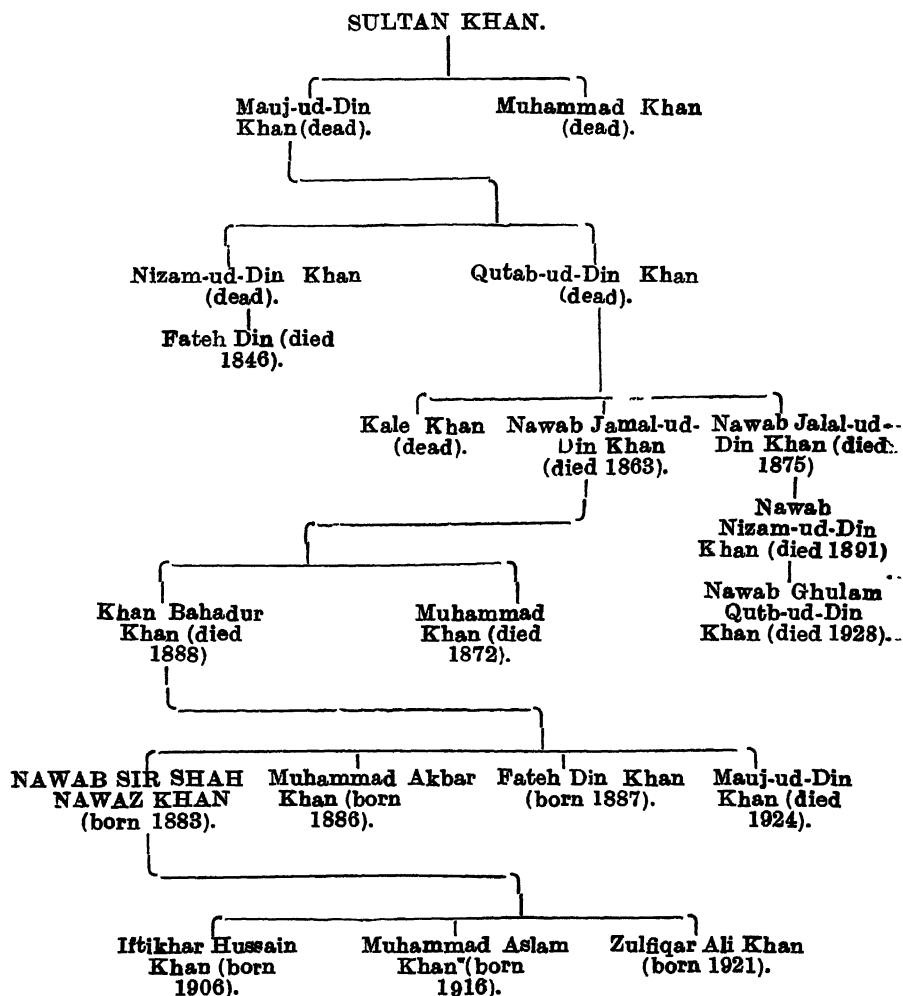 SULTAN KHAN.
Mauj-ud-Din
Khan (dead).
Muhammad Khan
(dead).
Nizam-ud-Din Khan
(dead).
Qutab-ud-Din Khan
(dead).
Fateh Din (died
1846).
Kale Khan
(dead).
Nawab Jamal-ud-
Din Khan
(died 1863).
Nawab Jalal-ud-
Din Khan (died
1875)
Nawab
Nizam-ud-Din
Khan (died 1891)
Nawab Ghulam
Qutb-ud-Din
Khan (died 1928).
Khan Bahadur
Khan (died
1888)
Muhammad
Khan (died
1872).
NAWAB SIR SHAH
NAWAZ KHAN
(born 1883).
Muhammad Akbar
Khan (born
1886).
Fateh Din Khan
(born 1887).
Mauj-ud-Din
Khan (died
1924).
Iftikhar Hussain
Khan (born
1906).
Muhammad Aslam
Khan (born
1916).
Zulfiqar Ali Khan
(born 1921).